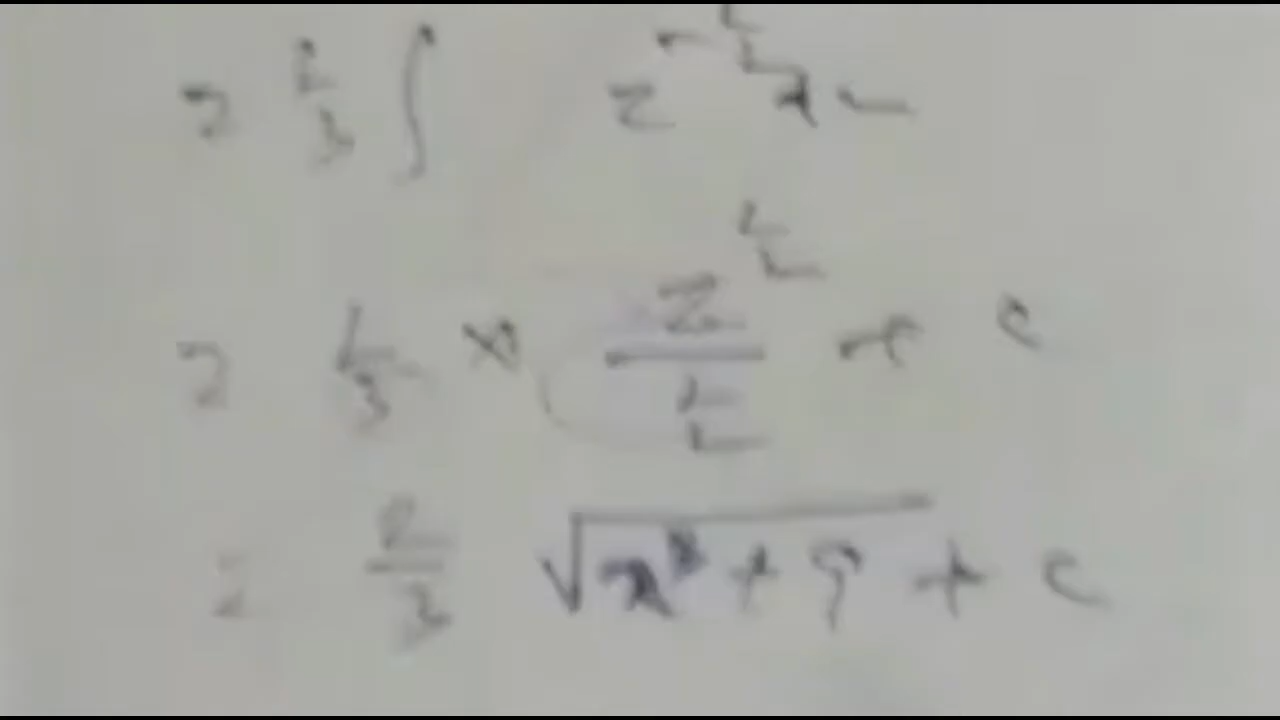 = 1/3 ∫ z^{-1/2} dz
= 1/3 × z^{1/2} / (1/2) + c
= 2/3 √(x³ + 9) + c